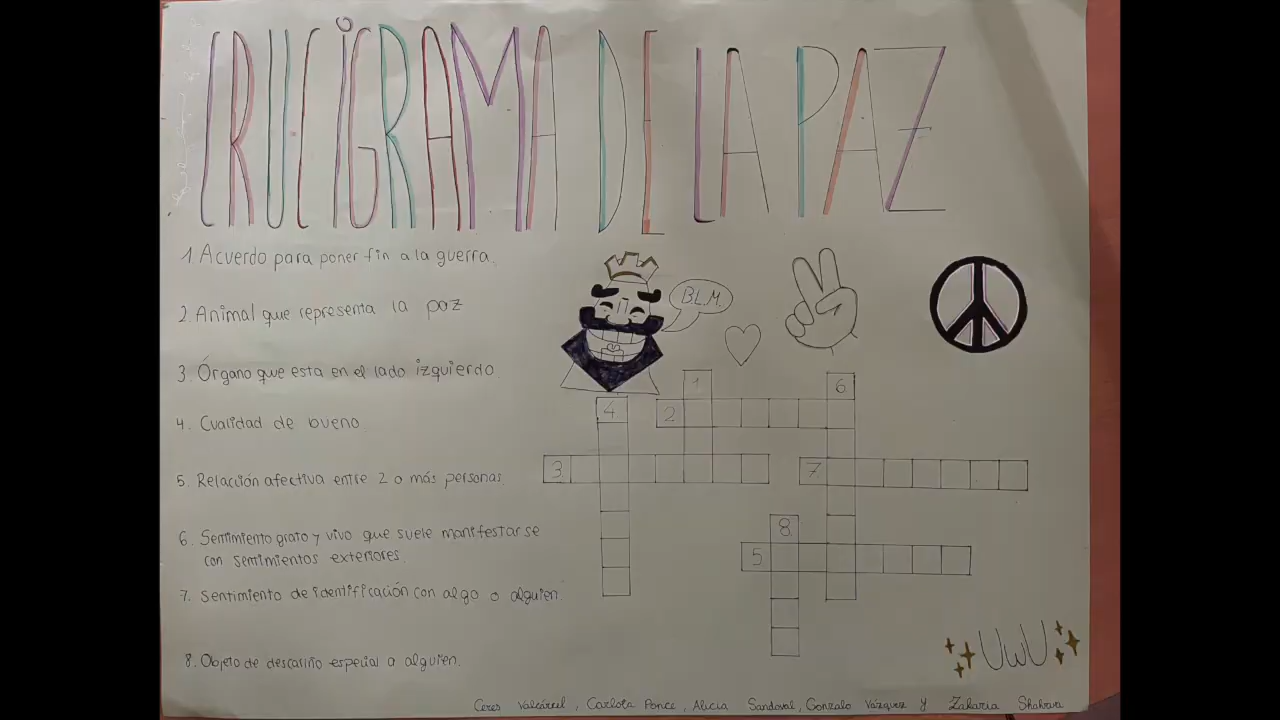 CRUCIGRAMA DE LA PAZ
1 Acuerdo para poner fin a la guerra.
2. Animal que representa la paz
3 Órgano que esta en el lado izquierdo.
4. Cualidad de bueno.
5. Relación afectiva entre 2 o más personas.
6. Sentimiento grato y vivo que suele manifestarse
con sentimientos exteriores.
7. Sentimiento de identificación con algo o alguien.
8. Objeto de descariño especial a alguien.
B.L.M.
1
6
4
2
3
7
8
5
UwU
Ceres Valcárcel, Carlota Ponce, Alicia Sandoval, Gonzalo Vázquez y Zakaria